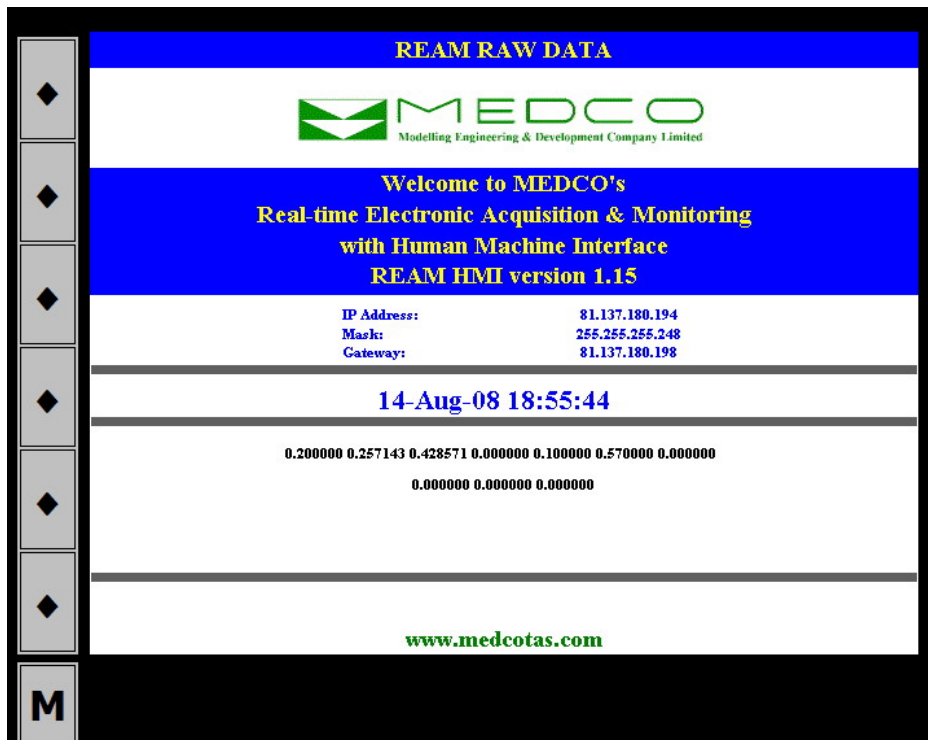 REAM RAW DATA
MEDCO
Modelling Engineering & Development Company Limited
Welcome to MEDCO's
Real-time Electronic Acquisition & Monitoring
with Human Machine Interface
REAM HMI version 1.15
IP Address: 81.137.180.194
Mask: 255.255.255.248
Gateway: 81.137.180.198
14-Aug-08 18:55:44
0.200000 0.257143 0.428571 0.000000 0.100000 0.570000 0.000000
0.000000 0.000000 0.000000
www.medcotas.com
M